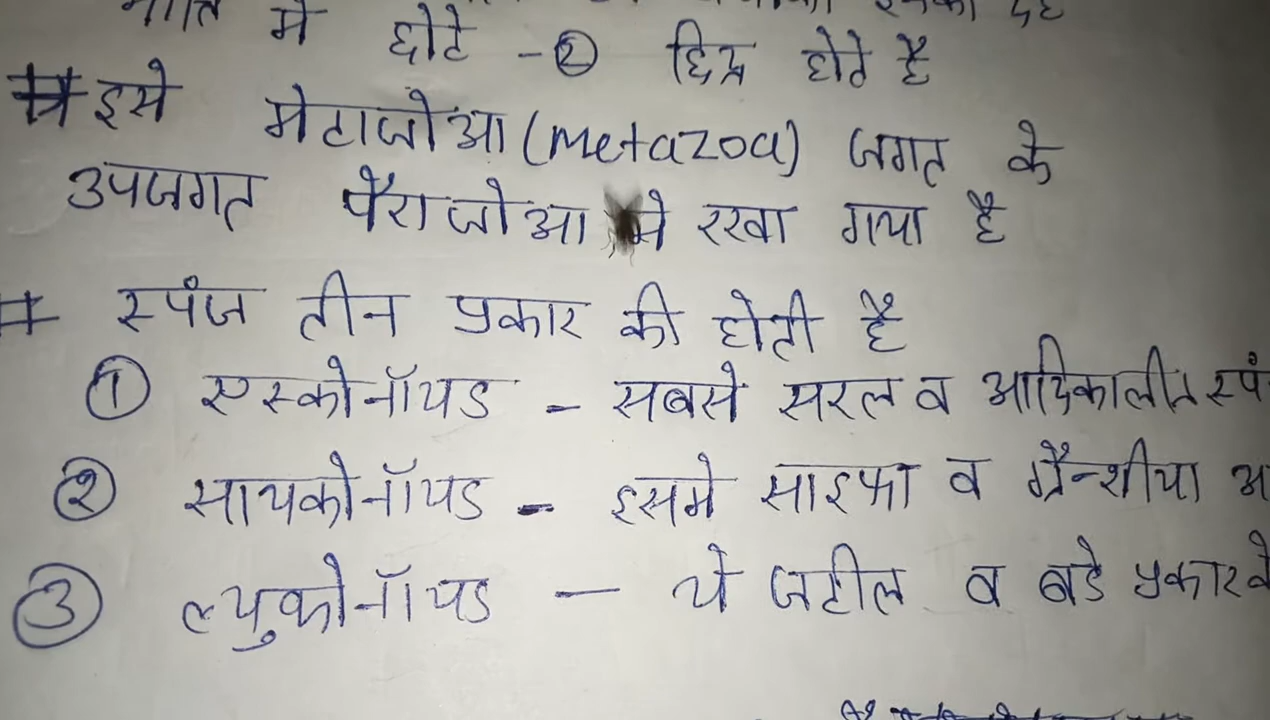 में छोटे -२ छिद्र होते है
# इसे मेटाजोआ (metazoa) जगत के
उपजगत पैराजोआ मे रखा गया है
# स्पंज तीन प्रकार की होती है
① एस्कोनॉयड - सबसे सरल व आदिकालीन स्पं
② सायकोनॉयड - इसमे साइफा व ग्रैन्शीया अ
③ ल्युकोनॉयड - ये जटील व बडे प्रकार के